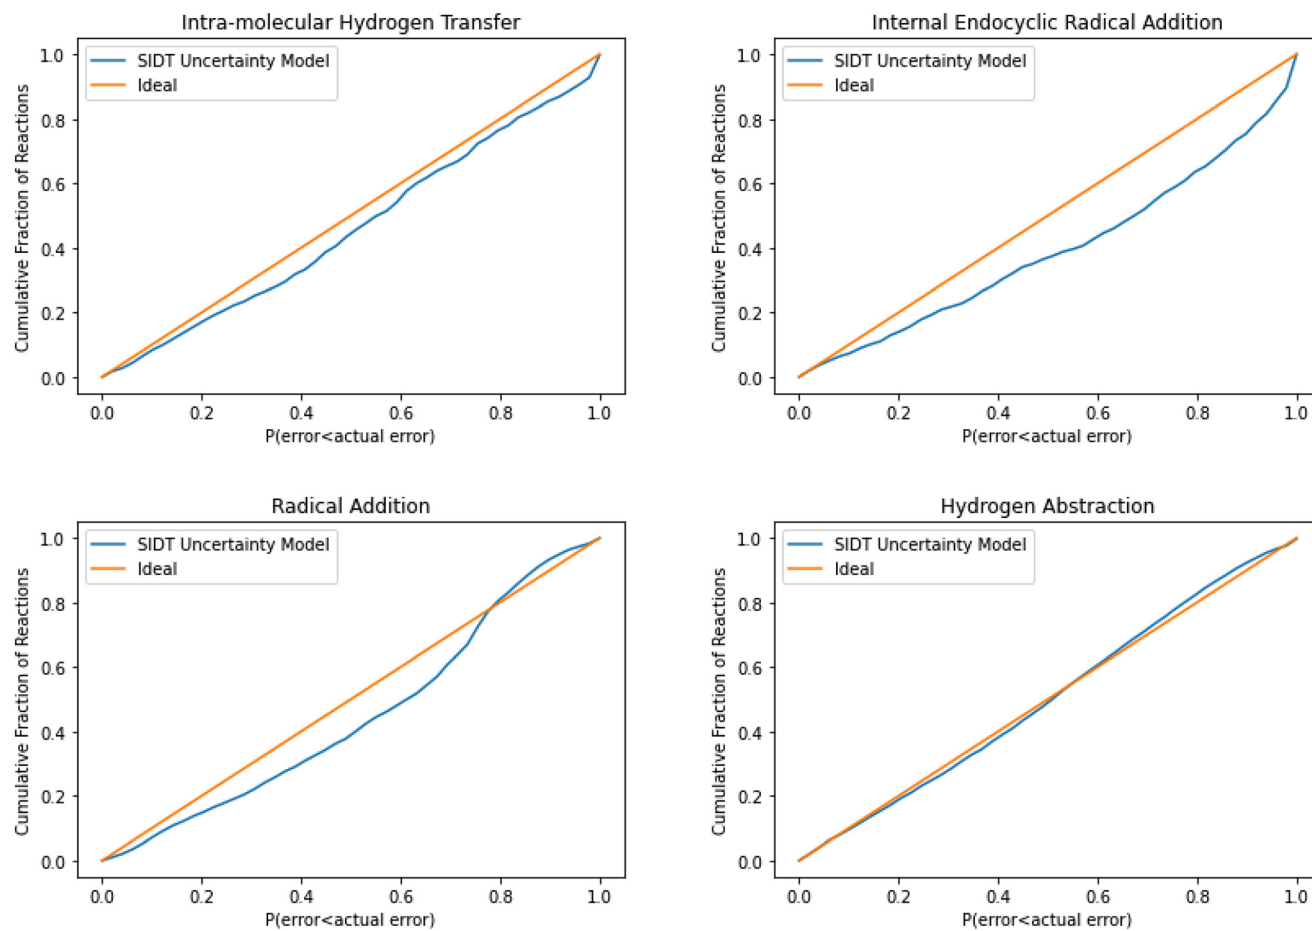 Intra-molecular Hydrogen Transfer
SIDT Uncertainty Model
Ideal
Cumulative Fraction of Reactions
1.0
0.8
0.6
0.4
0.2
0.0
0.0 0.2 0.4 0.6 0.8 1.0
P(error<actual error)
Internal Endocyclic Radical Addition
SIDT Uncertainty Model
Ideal
Cumulative Fraction of Reactions
1.0
0.8
0.6
0.4
0.2
0.0
0.0 0.2 0.4 0.6 0.8 1.0
P(error<actual error)
Radical Addition
SIDT Uncertainty Model
Ideal
Cumulative Fraction of Reactions
1.0
0.8
0.6
0.4
0.2
0.0
0.0 0.2 0.4 0.6 0.8 1.0
P(error<actual error)
Hydrogen Abstraction
SIDT Uncertainty Model
Ideal
Cumulative Fraction of Reactions
1.0
0.8
0.6
0.4
0.2
0.0
0.0 0.2 0.4 0.6 0.8 1.0
P(error<actual error)